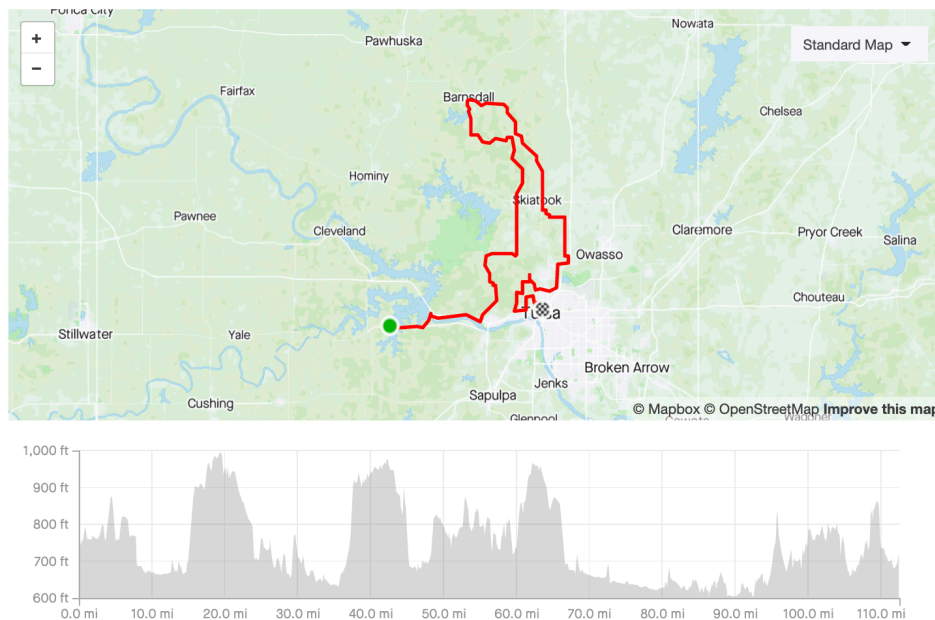 Ponca City
Nowata
+
Pawhuska
Standard Map
−
Fairfax
Barnsdall
Chelsea
Hominy
Skiatook
Pawnee
Cleveland
Claremore
Pryor Creek
Salina
Owasso
Chouteau
Tulsa
Stillwater
Yale
Broken Arrow
Jenks
Sapulpa
Cushing
© Mapbox © OpenStreetMap Improve this map
Glenpool
Coweta
Wagoner
1,000 ft
900 ft
800 ft
700 ft
600 ft
0.0 mi 10.0 mi 20.0 mi 30.0 mi 40.0 mi 50.0 mi 60.0 mi 70.0 mi 80.0 mi 90.0 mi 100.0 mi 110.0 mi